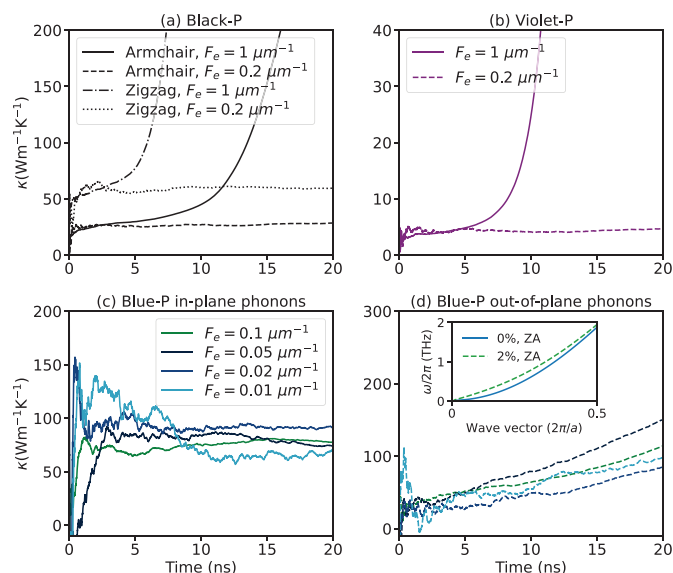 (a) Black-P
200
150
100
50
0
κ(Wm⁻¹K⁻¹)
Armchair, Fₑ = 1 μm⁻¹
Armchair, Fₑ = 0.2 μm⁻¹
Zigzag, Fₑ = 1 μm⁻¹
Zigzag, Fₑ = 0.2 μm⁻¹
0 5 10 15 20
(b) Violet-P
40
30
20
10
0
Fₑ = 1 μm⁻¹
Fₑ = 0.2 μm⁻¹
0 5 10 15 20
(c) Blue-P in-plane phonons
200
150
100
50
0
κ(Wm⁻¹K⁻¹)
Fₑ = 0.1 μm⁻¹
Fₑ = 0.05 μm⁻¹
Fₑ = 0.02 μm⁻¹
Fₑ = 0.01 μm⁻¹
0 5 10 15 20
Time (ns)
(d) Blue-P out-of-plane phonons
300
200
100
0
2
1
0
ω/2π (THz)
0%, ZA
2%, ZA
0 0.5
Wave vector (2π/a)
0 5 10 15 20
Time (ns)